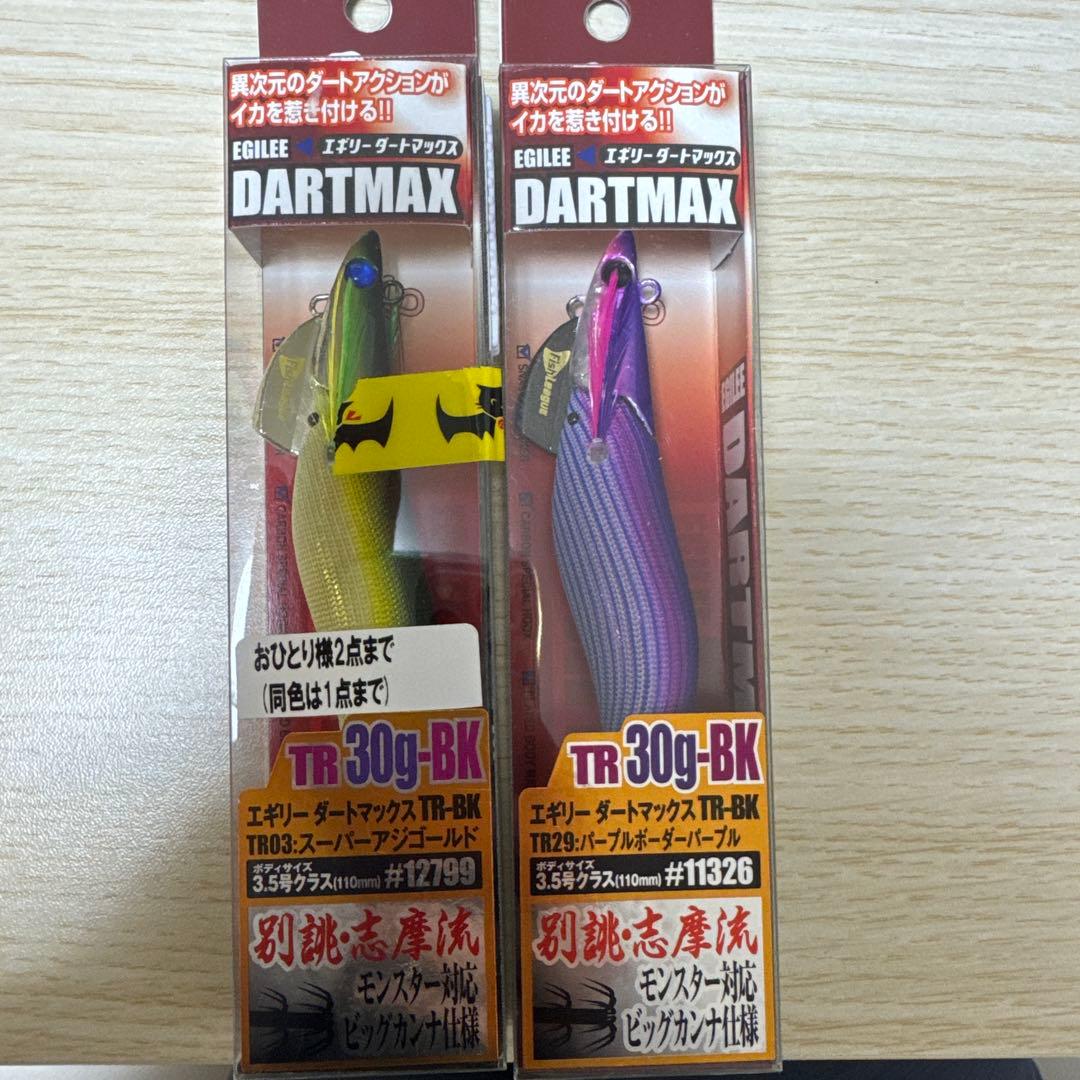 異次元のダートアクションが
イカを惹き付ける!!
EGILEE エギリーダートマックス
DARTMAX
おひとり様2点まで
(同色は1点まで)
TR 30g-BK
エギリー ダートマックス TR-BK
TR03:スーパーアジゴールド
ボディサイズ
3.5号クラス(110mm) #12799
別誂・志摩流
モンスター対応
ビッグカンナ仕様
異次元のダートアクションが
イカを惹き付ける!!
EGILEE エギリーダートマックス
DARTMAX
Fish League
EGILEE DARTM
TR 30g-BK
エギリー ダートマックス TR-BK
TR29:パープルボーダーパープル
ボディサイズ
3.5号クラス(110mm) #11326
別誂・志摩流
モンスター対応
ビッグカンナ仕様